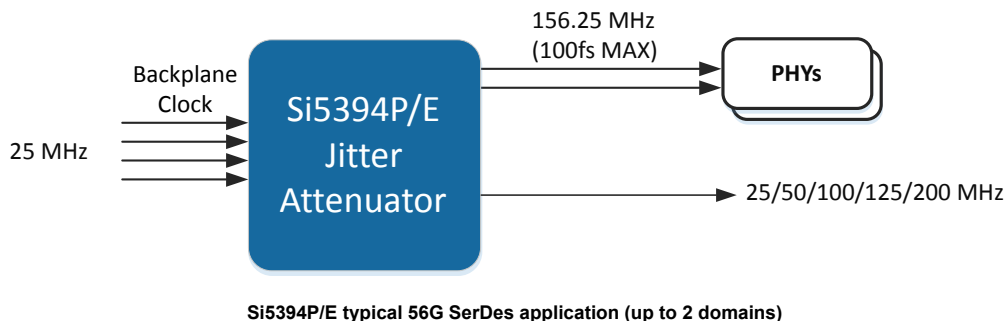 156.25 MHz
(100fs MAX)
Backplane
Clock
25 MHz
Si5394P/E
Jitter
Attenuator
PHYs
25/50/100/125/200 MHz
Si5394P/E typical 56G SerDes application (up to 2 domains)